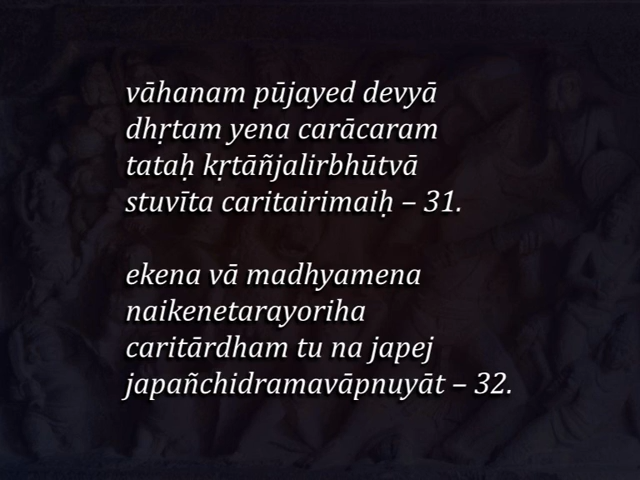 vāhanam pūjayed devyā
dhṛtam yena carācaram
tataḥ kṛtāñjalirbhūtvā
stuvīta caritairimaiḥ – 31.
ekena vā madhyamena
naikenetarayoriha
caritārdham tu na japej
japañchidramavāpnuyāt – 32.